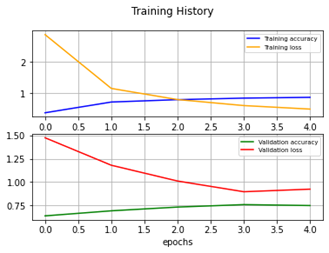 Training History
Training accuracy
Training loss
2
1
0.0 0.5 1.0 1.5 2.0 2.5 3.0 3.5 4.0
Validation accuracy
Validation loss
1.50
1.25
1.00
0.75
0.0 0.5 1.0 1.5 2.0 2.5 3.0 3.5 4.0
epochs